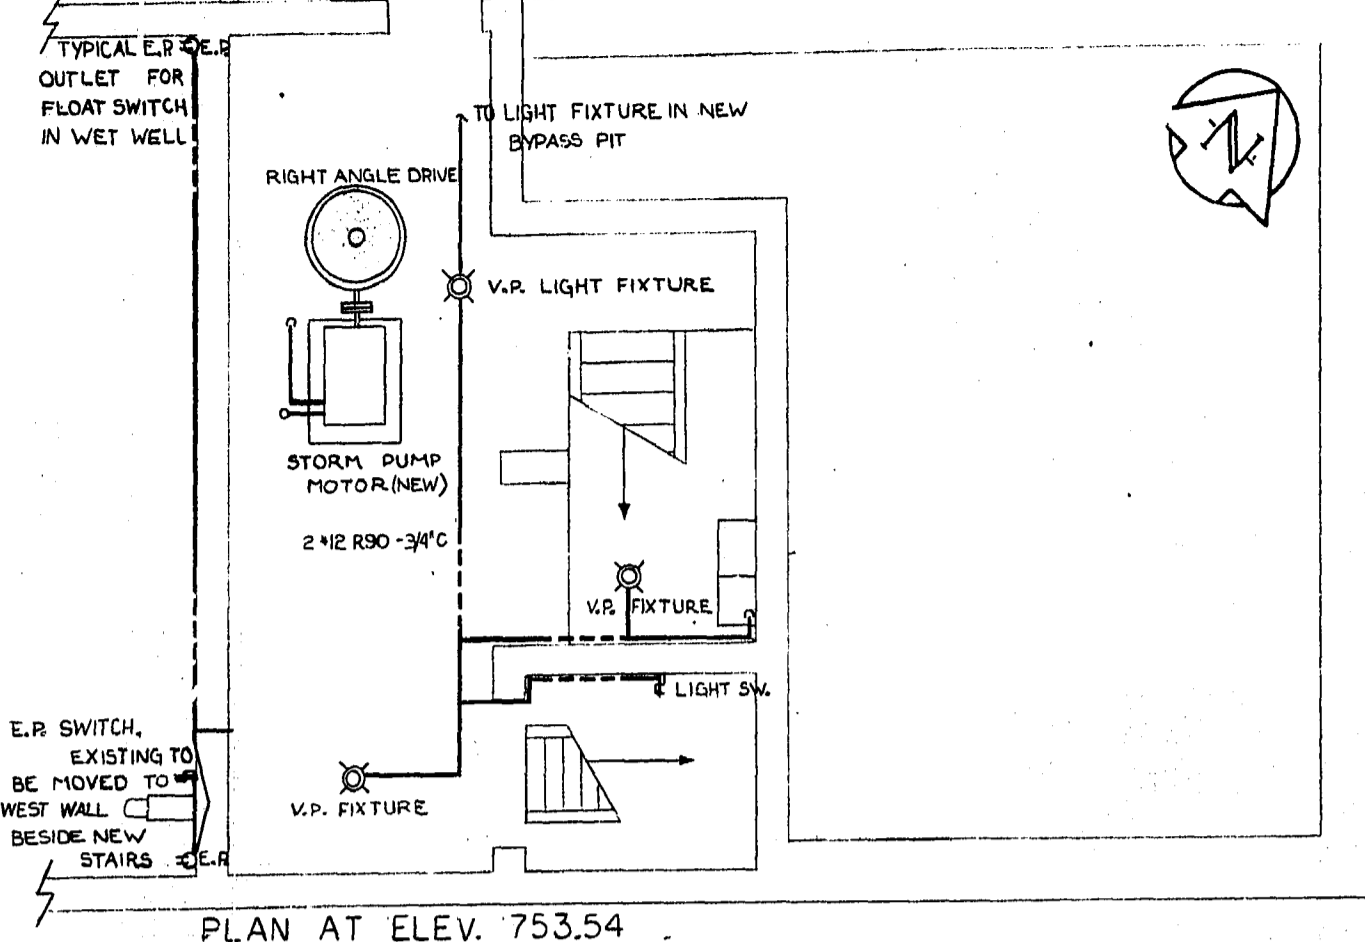 TYPICAL E.P. E.P.
OUTLET FOR
FLOAT SWITCH
IN WET WELL
TO LIGHT FIXTURE IN NEW
BYPASS PIT
N
RIGHT ANGLE DRIVE
V.P. LIGHT FIXTURE
STORM PUMP
MOTOR (NEW)
2 #12 R90 - 3/4" C
V.P. FIXTURE
LIGHT SW.
E.P. SWITCH,
EXISTING TO
BE MOVED TO
WEST WALL
BESIDE NEW
STAIRS E.P.
V.P. FIXTURE
PLAN AT ELEV. 753.54